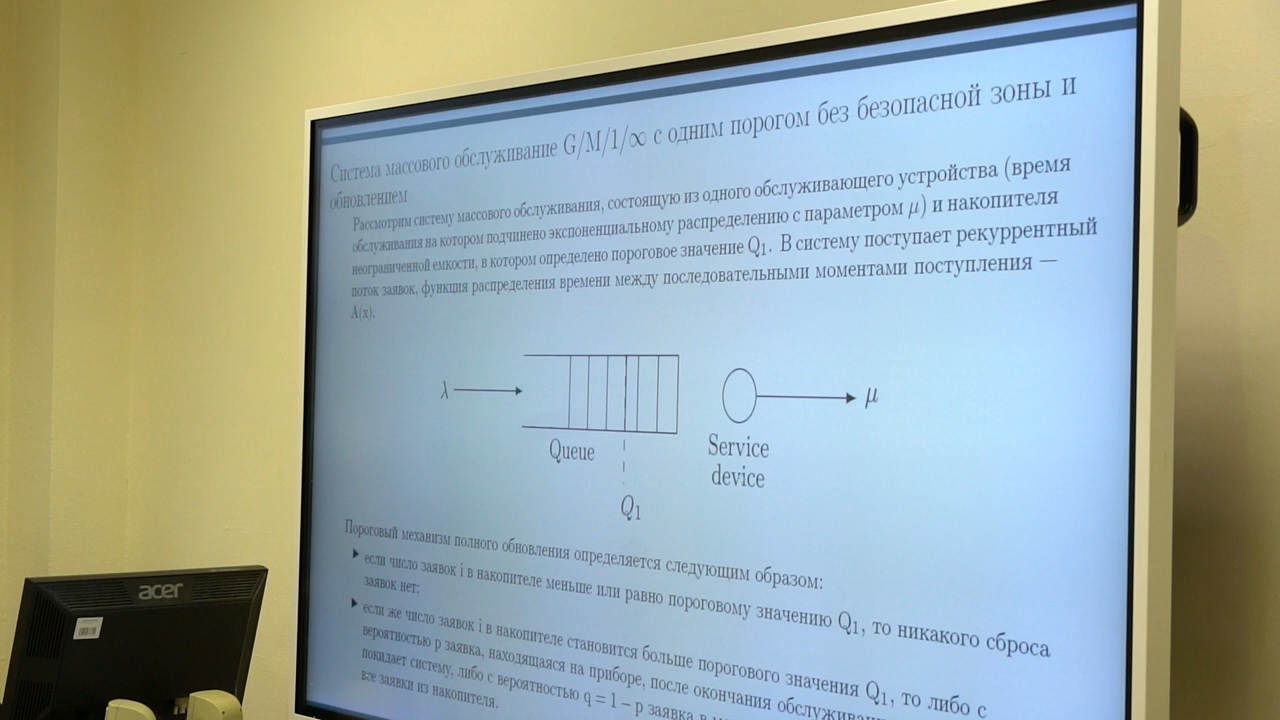 Система массового обслуживание G/M/1/∞ с одним порогом без безопасной зоны и
обновлением
Рассмотрим систему массового обслуживания, состоящую из одного обслуживающего устройства (время
обслуживания на котором подчинено экспоненциальному распределению с параметром μ) и накопителя
неограниченной емкости, в котором определено пороговое значение Q₁. В систему поступает рекуррентный
поток заявок, функция распределения времени между последовательными моментами поступления —
A(x).
λ
μ
Queue
Service
device
Q₁
Пороговый механизм полного обновления определяется следующим образом:
если число заявок i в накопителе меньше или равно пороговому значению Q₁, то никакого сброса
заявок нет;
если же число заявок i в накопителе становится больше порогового значения Q₁, то либо с
вероятностью p заявка, находящаяся на приборе, после окончания
покидает систему, либо с вероятностью q = 1 − p заявка
все заявки из накопителя.
acer